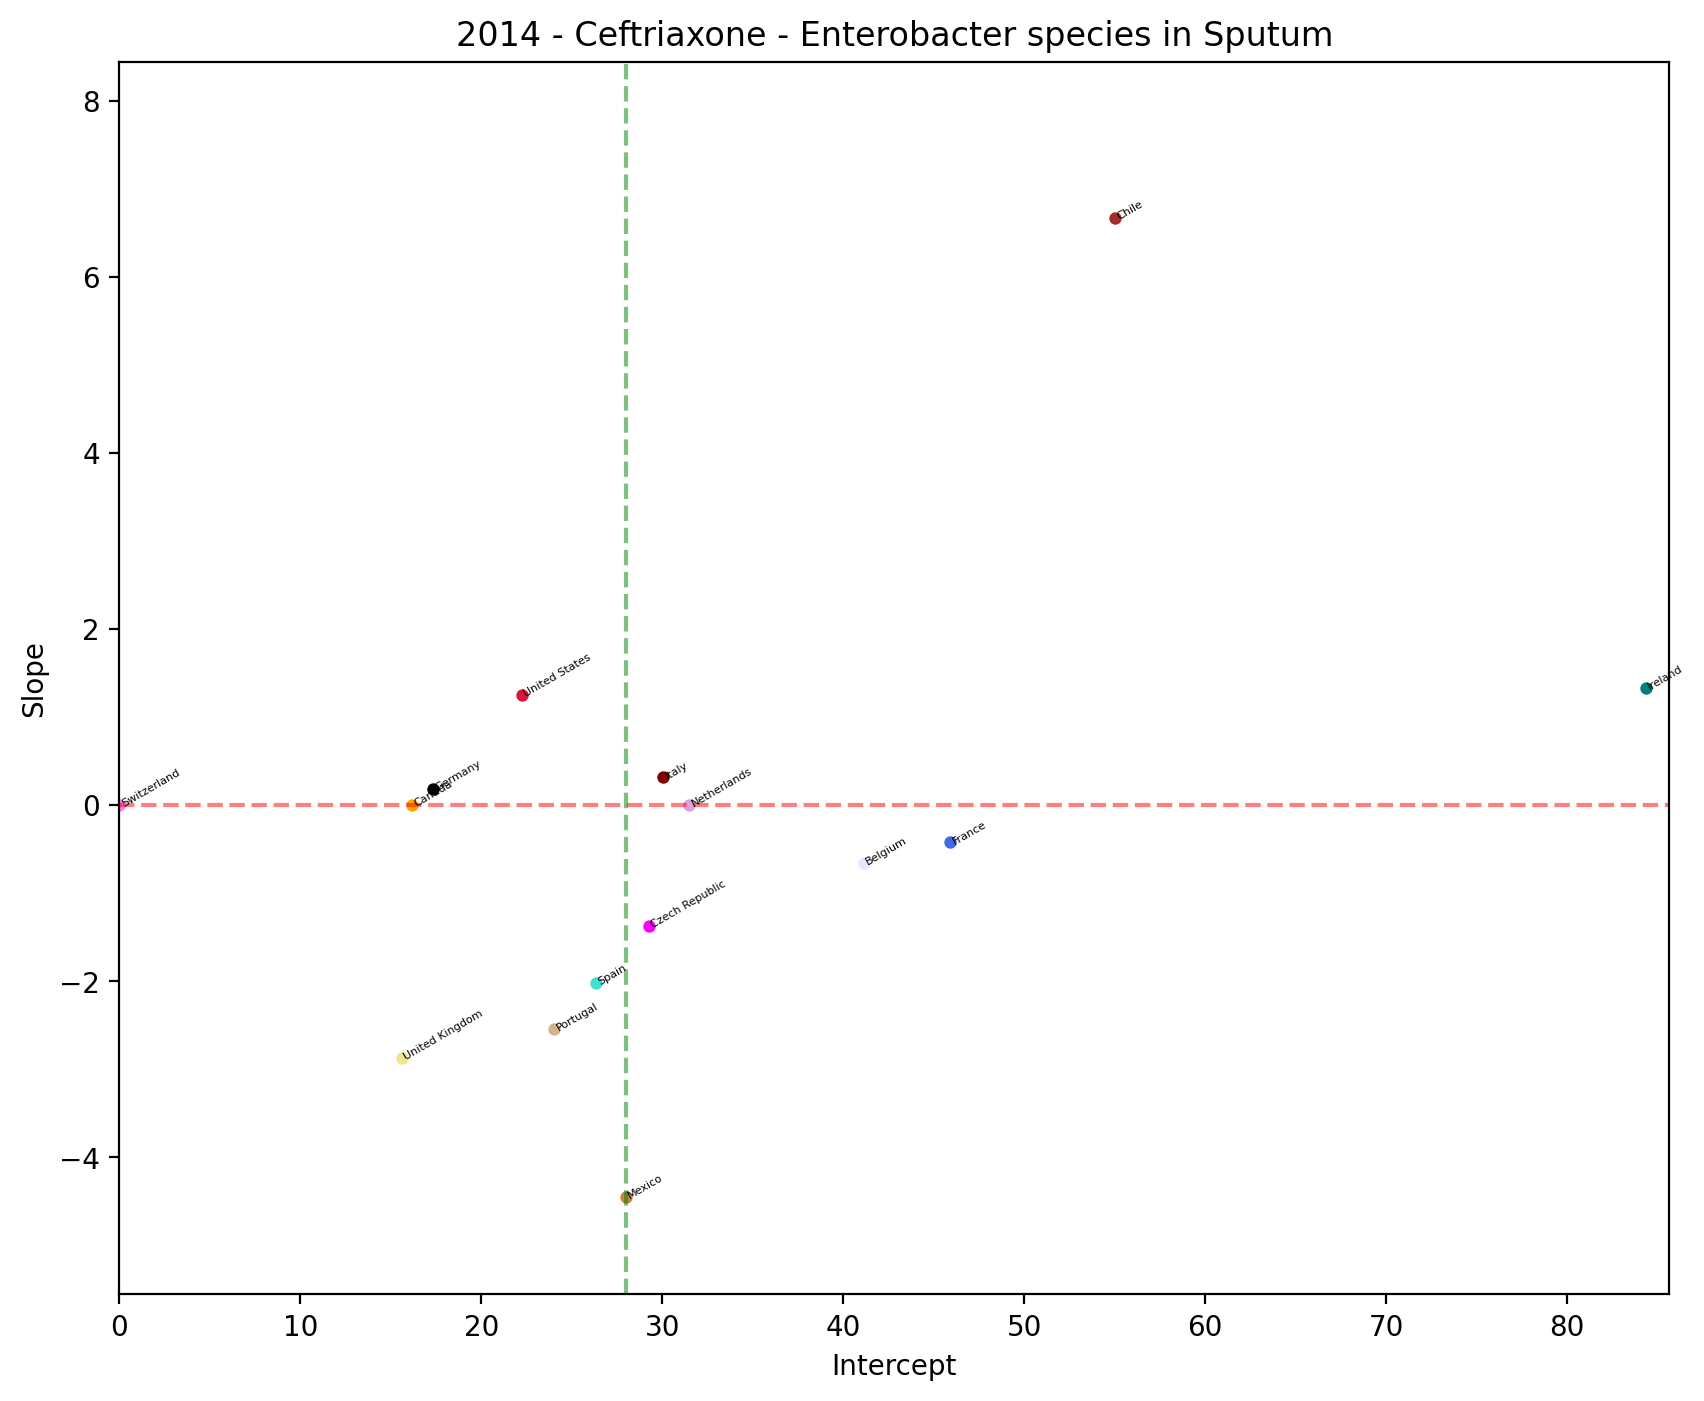 2014 - Ceftriaxone - Enterobacter species in Sputum
8
Chile
6
4
2
United States
Ireland
Slope
Switzerland
Germany
Canada
Italy
Netherlands
0
Belgium
France
Czech Republic
−2
Spain
Portugal
United Kingdom
−4
Mexico
0 10 20 30 40 50 60 70 80
Intercept